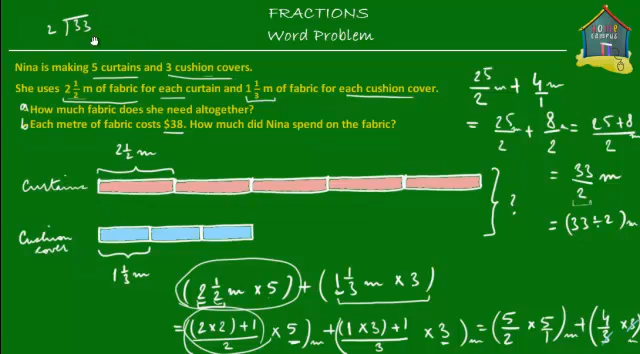 FRACTIONS
Word Problem
2 √33
home campus
Nina is making 5 curtains and 3 cushion covers.
She uses 2 1/2 m of fabric for each curtain and 1 1/3 m of fabric for each cushion cover.
a How much fabric does she need altogether?
b Each metre of fabric costs $38. How much did Nina spend on the fabric?
25/2 m + 4/1 m
= 25/2 m + 8/2 m = 25+8/2 m
= 33/2 m
= (33 ÷ 2) m
2 1/2 m
Curtains
?
Cushion cover
1 1/3 m
(2 1/2 m × 5) + (1 1/3 m × 3)
= ((2×2)+1/2 × 5) m + ((1×3)+1/3 × 3) m = (5/2 × 5/1) m + (4/3 × 3